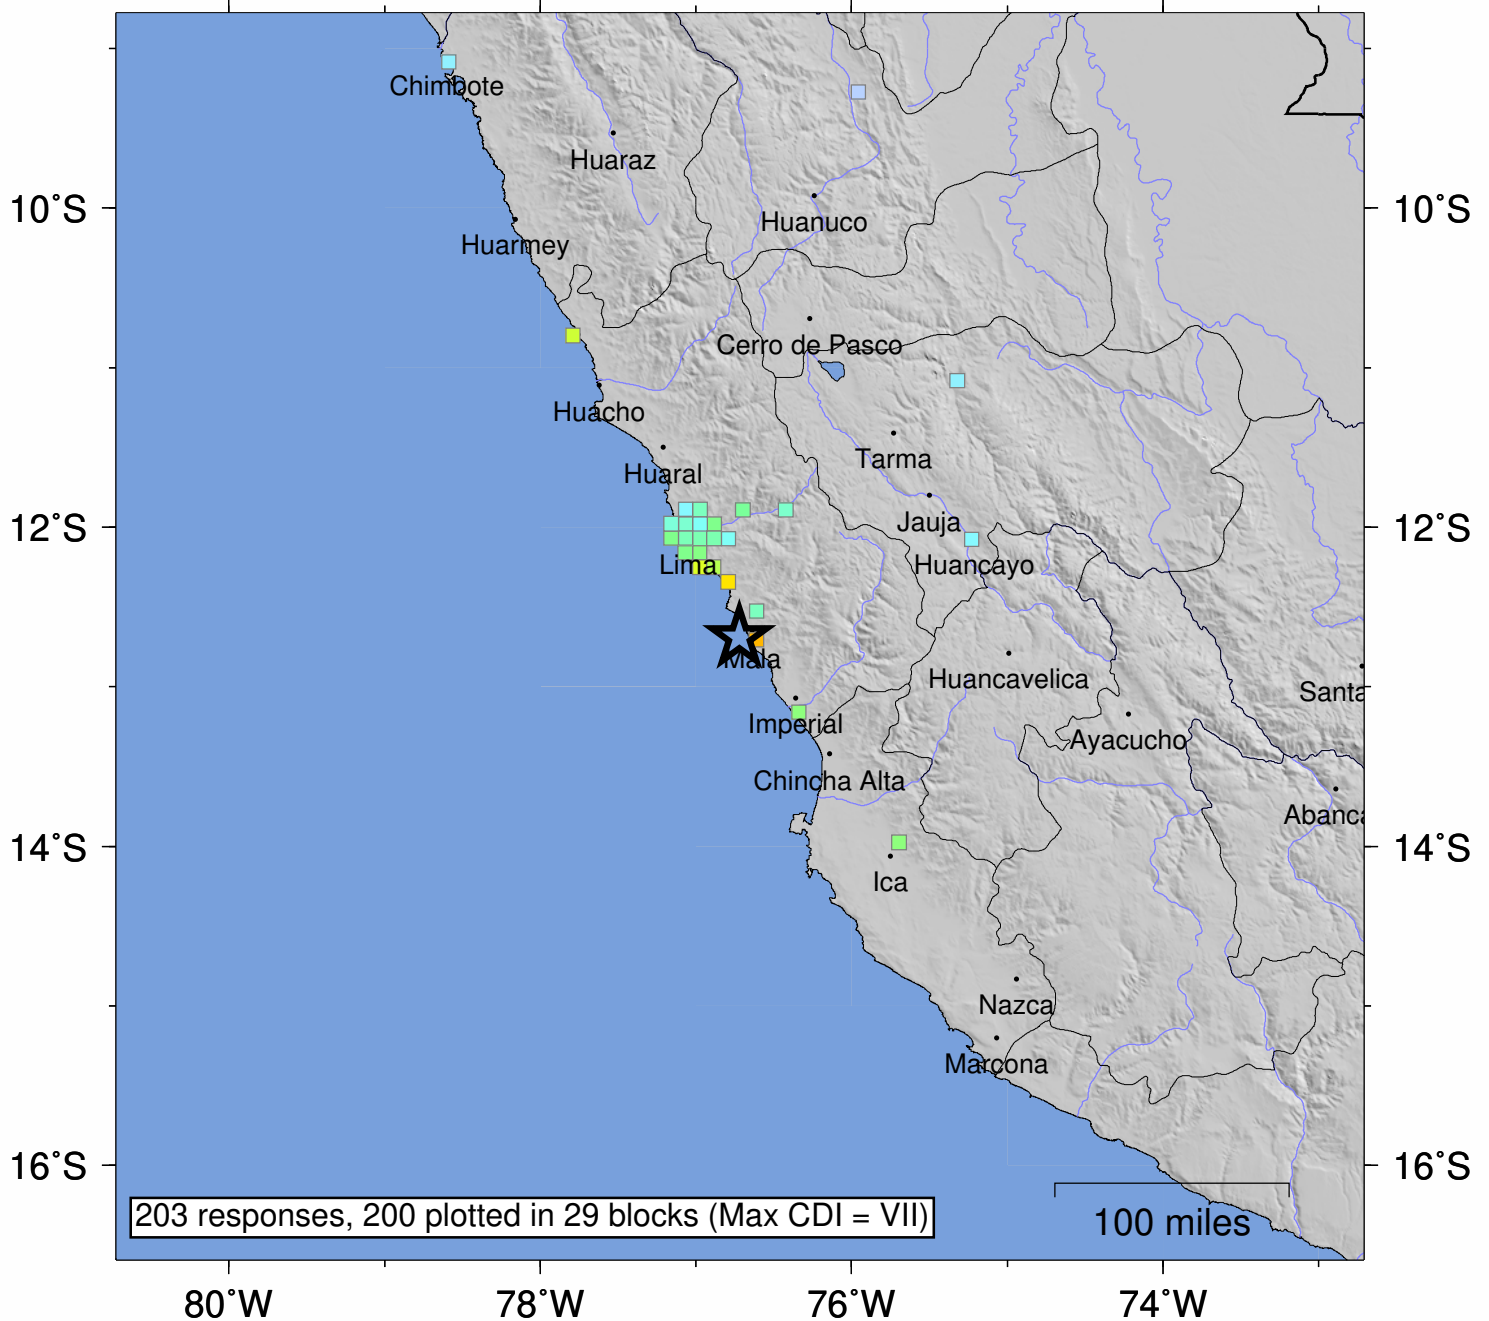 Chimbote
Huaraz
10°S
10°S
Huanuco
Huarmey
Cerro de Pasco
Huacho
Tarma
Huaral
Jauja
12°S
12°S
Lima
Huancayo
Mala
Huancavelica
Santa
Imperial
Ayacucho
Chincha Alta
Abanca
14°S
14°S
Ica
Nazca
Marcona
16°S
16°S
203 responses, 200 plotted in 29 blocks (Max CDI = VII)
100 miles
80°W
78°W
76°W
74°W